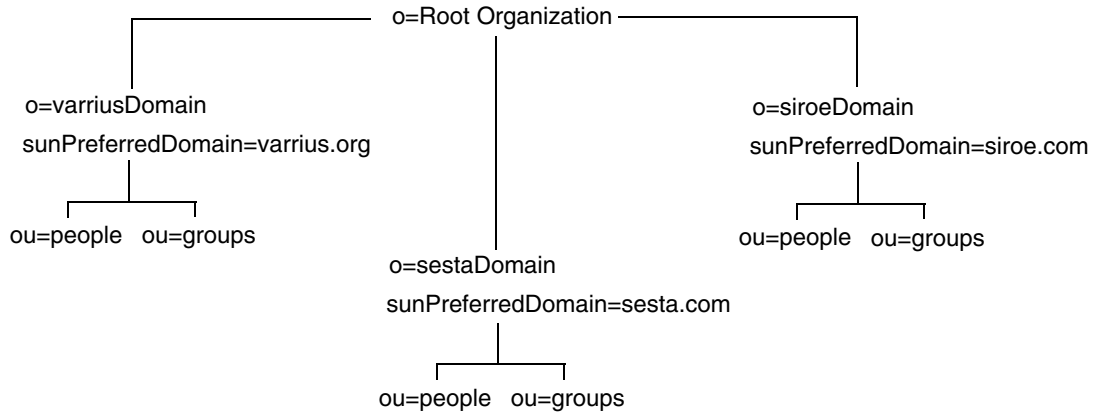 o=Root Organization
o=varriusDomain
sunPreferredDomain=varrius.org
ou=people ou=groups
o=siroeDomain
sunPreferredDomain=siroe.com
ou=people ou=groups
o=sestaDomain
sunPreferredDomain=sesta.com
ou=people ou=groups